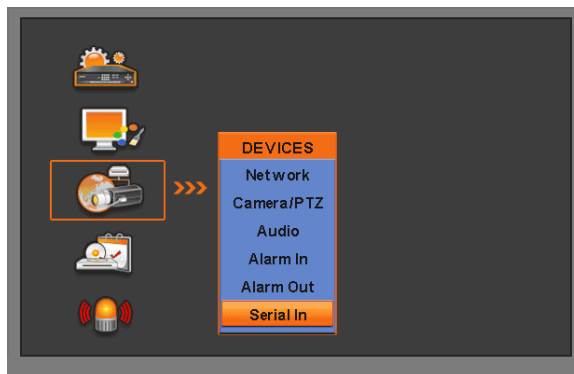 DEVICES
Network
Camera/PTZ
Audio
Alarm In
Alarm Out
Serial In